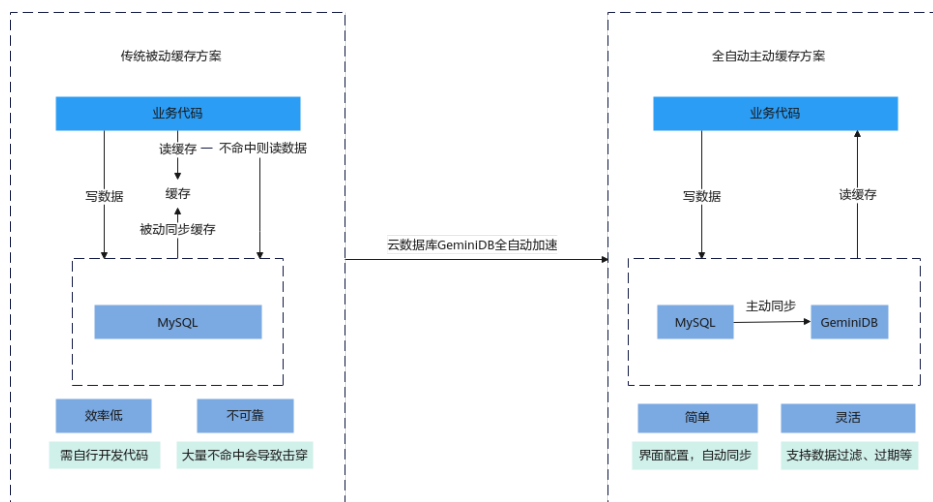 传统被动缓存方案
业务代码
读缓存 一 不命中则读数据
写数据
缓存
被动同步缓存
MySQL
效率低
不可靠
需自行开发代码
大量不命中会导致击穿
云数据库GeminiDB全自动加速
全自动主动缓存方案
业务代码
写数据
读缓存
主动同步
MySQL
GeminiDB
简单
灵活
界面配置，自动同步
支持数据过滤、过期等